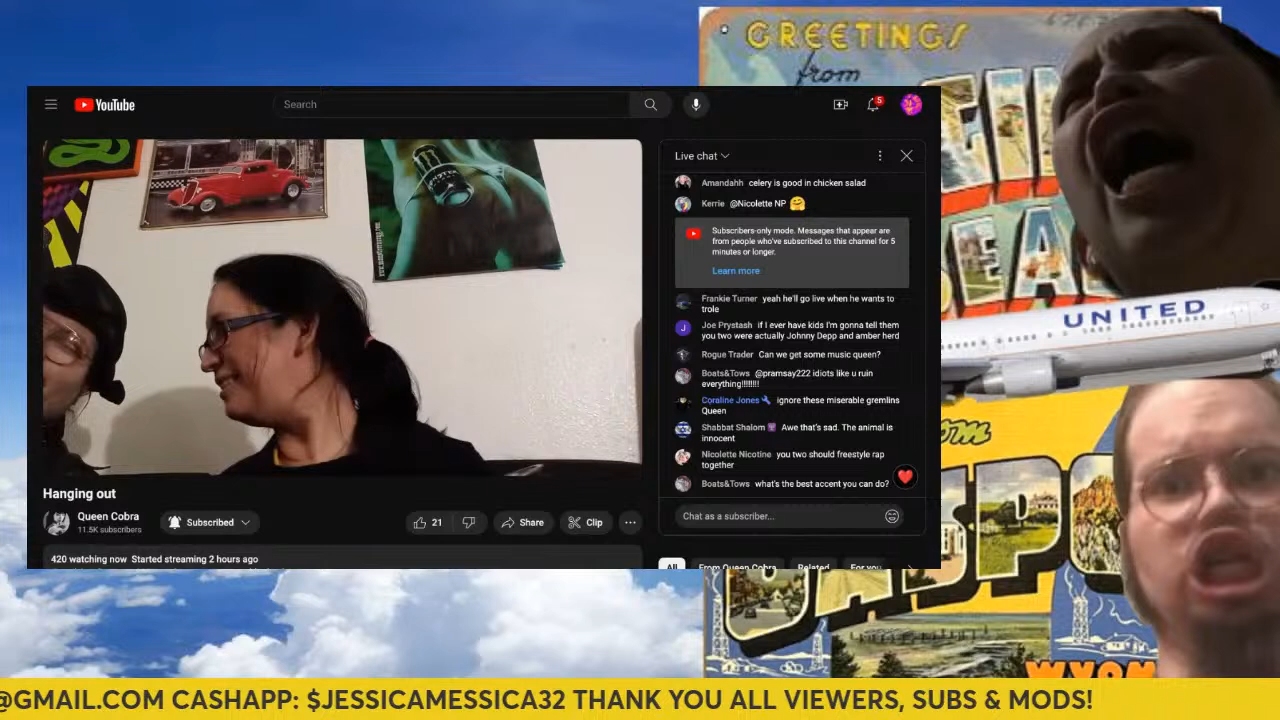 GREETINGS
from
YouTube
Search
5
Live chat
Amandahh celery is good in chicken salad
Kerrie @Nicolette NP
Subscribers-only mode. Messages that appear are
from people who've subscribed to this channel for 5
minutes or longer.
Learn more
Frankie Turner yeah he'll go live when he wants to
trole
Joe Prystash if I ever have kids I'm gonna tell them
you two were actually Johnny Depp and amber herd
Rogue Trader Can we get some music queen?
Boats&Tows @pramsay222 idiots like u ruin
everything!!!!!!!!
Coraline Jones ignore these miserable gremlins
Queen
Shabbat Shalom Awe that's sad. The animal is
innocent
Nicolette Nicotine you two should freestyle rap
together
Boats&Tows what's the best accent you can do?
Chat as a subscriber...
UNITED
Hanging out
Queen Cobra
11.5K subscribers
Subscribed
21
Share
Clip
420 watching now Started streaming 2 hours ago
All
From Queen Cobra
Related
For you
@GMAIL.COM CASHAPP: $JESSICAMESSICA32 THANK YOU ALL VIEWERS, SUBS & MODS!